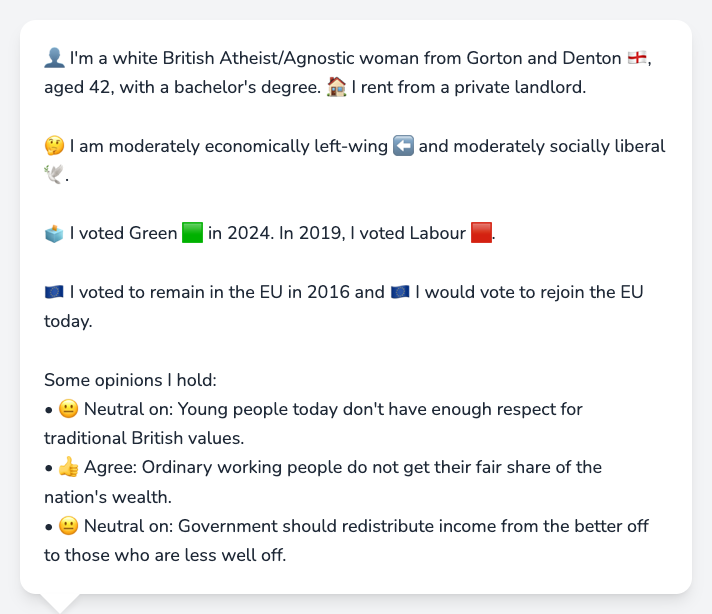 👤 I'm a white British Atheist/Agnostic woman from Gorton and Denton 🏴󠁧󠁢󠁥󠁮󠁧󠁿,
aged 42, with a bachelor's degree. 🏠 I rent from a private landlord.
🤔 I am moderately economically left-wing ⬅️ and moderately socially liberal
🕊️.
🗳️ I voted Green 🟩 in 2024. In 2019, I voted Labour 🟥.
🇪🇺 I voted to remain in the EU in 2016 and 🇪🇺 I would vote to rejoin the EU
today.
Some opinions I hold:
• 😐 Neutral on: Young people today don't have enough respect for
traditional British values.
• 👍 Agree: Ordinary working people do not get their fair share of the
nation's wealth.
• 😐 Neutral on: Government should redistribute income from the better off
to those who are less well off.